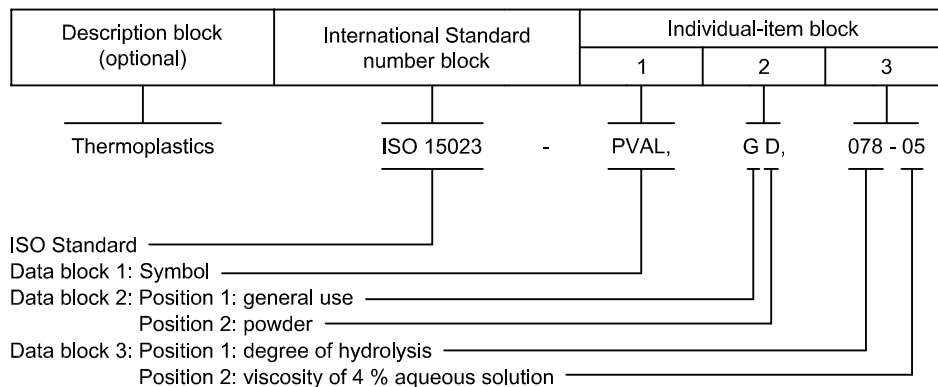 Description block
(optional)
International Standard
number block
Individual-item block
1 2 3
Thermoplastics ISO 15023 - PVAL, G D, 078 - 05
ISO Standard
Data block 1: Symbol
Data block 2: Position 1: general use
Position 2: powder
Data block 3: Position 1: degree of hydrolysis
Position 2: viscosity of 4 % aqueous solution